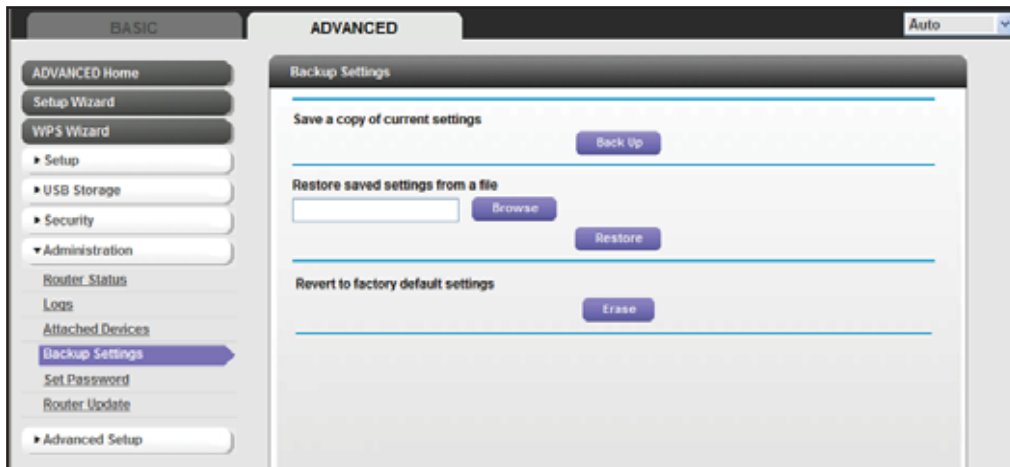 BASIC
ADVANCED
Auto
ADVANCED Home
Setup Wizard
WPS Wizard
Setup
USB Storage
Security
Administration
Router Status
Logs
Attached Devices
Backup Settings
Set Password
Router Update
Advanced Setup
Backup Settings
Save a copy of current settings
Back Up
Restore saved settings from a file
Browse
Restore
Revert to factory default settings
Erase